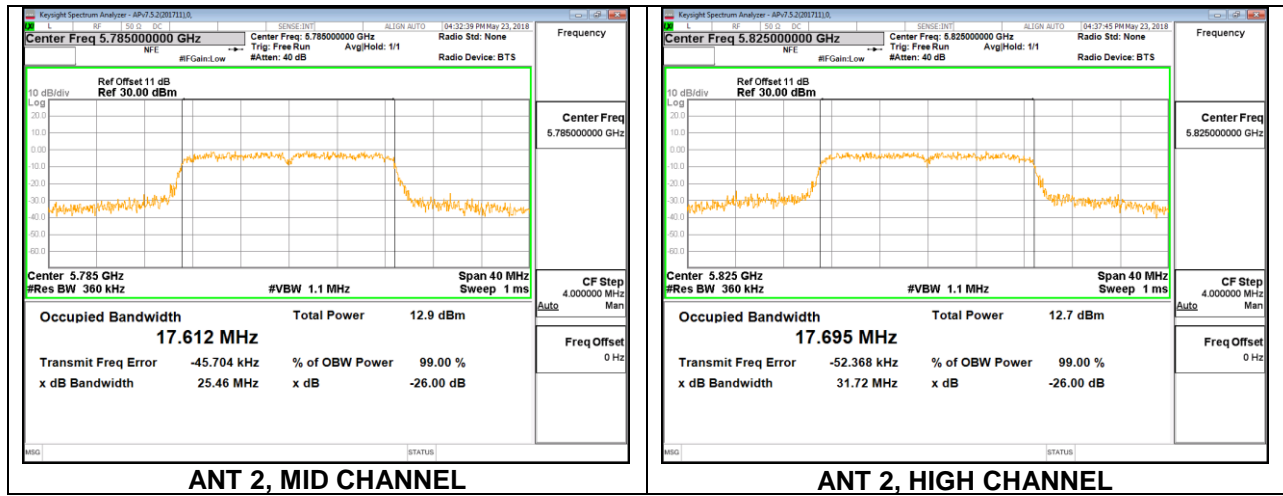 Keysight Spectrum Analyzer - APv7.5.2(201711),0,
L RF 50 Ω DC SENSE:INT ALIGN AUTO 04:32:39 PM May 23, 2018
Center Freq 5.785000000 GHz
NFE
#IFGain:Low
Center Freq: 5.785000000 GHz
Trig: Free Run Avg|Hold: 1/1
#Atten: 40 dB
Radio Std: None
Radio Device: BTS
Frequency
Ref Offset 11 dB
10 dB/div Ref 30.00 dBm
Log
20.0
10.0
0.00
-10.0
-20.0
-30.0
-40.0
-50.0
-60.0
Center 5.785 GHz Span 40 MHz
#Res BW 360 kHz #VBW 1.1 MHz Sweep 1 ms
Center Freq
5.785000000 GHz
CF Step
4.000000 MHz
Auto Man
Freq Offset
0 Hz
Occupied Bandwidth Total Power 12.9 dBm
17.612 MHz
Transmit Freq Error -45.704 kHz % of OBW Power 99.00 %
x dB Bandwidth 25.46 MHz x dB -26.00 dB
MSG STATUS
ANT 2, MID CHANNEL
Keysight Spectrum Analyzer - APv7.5.2(201711),0,
L RF 50 Ω DC SENSE:INT ALIGN AUTO 04:37:45 PM May 23, 2018
Center Freq 5.825000000 GHz
NFE
#IFGain:Low
Center Freq: 5.825000000 GHz
Trig: Free Run Avg|Hold: 1/1
#Atten: 40 dB
Radio Std: None
Radio Device: BTS
Frequency
Ref Offset 11 dB
10 dB/div Ref 30.00 dBm
Log
20.0
10.0
0.00
-10.0
-20.0
-30.0
-40.0
-50.0
-60.0
Center 5.825 GHz Span 40 MHz
#Res BW 360 kHz #VBW 1.1 MHz Sweep 1 ms
Center Freq
5.825000000 GHz
CF Step
4.000000 MHz
Auto Man
Freq Offset
0 Hz
Occupied Bandwidth Total Power 12.7 dBm
17.695 MHz
Transmit Freq Error -52.368 kHz % of OBW Power 99.00 %
x dB Bandwidth 31.72 MHz x dB -26.00 dB
MSG STATUS
ANT 2, HIGH CHANNEL